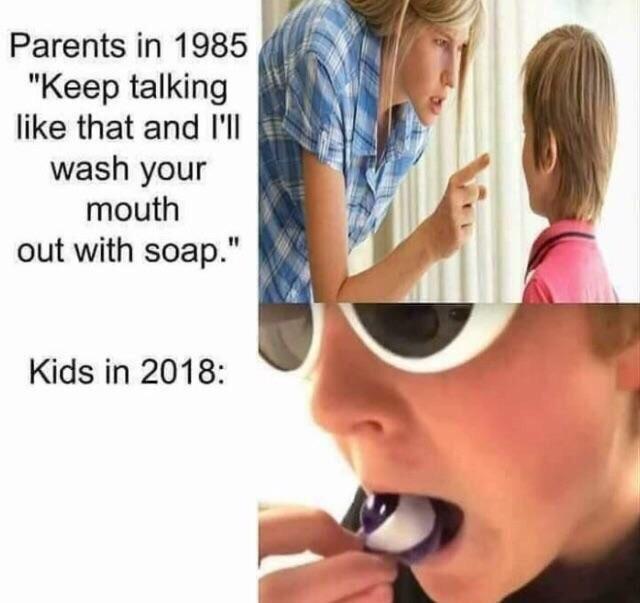 Parents in 1985
"Keep talking
like that and I'll
wash your
mouth
out with soap."
Kids in 2018: